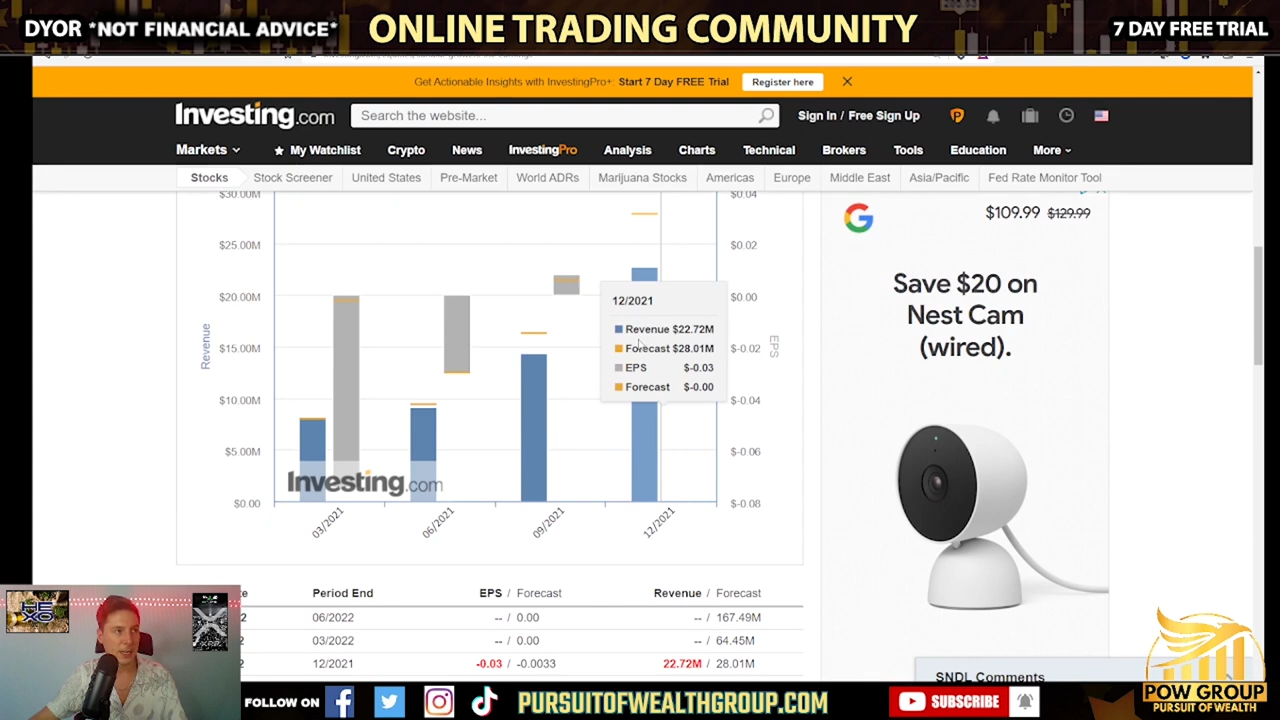 DYOR *NOT FINANCIAL ADVICE*
ONLINE TRADING COMMUNITY
7 DAY FREE TRIAL
Get Actionable Insights with InvestingPro+ Start 7 Day FREE Trial Register here
Investing.com
Search the website...
Sign In / Free Sign Up
Markets My Watchlist Crypto News InvestingPro Analysis Charts Technical Brokers Tools Education More
Stocks Stock Screener United States Pre-Market World ADRs Marijuana Stocks Americas Europe Middle East Asia/Pacific Fed Rate Monitor Tool
$30.00M $0.04
$25.00M $0.02
$20.00M $0.00
$15.00M $-0.02
$10.00M $-0.04
$5.00M $-0.06
$0.00 $-0.08
Revenue
EPS
12/2021
Revenue $22.72M
Forecast $28.01M
EPS $-0.03
Forecast $-0.00
Investing.com
03/2021 06/2021 09/2021 12/2021
$109.99 $129.99
Save $20 on
Nest Cam
(wired).
Period End EPS / Forecast Revenue / Forecast
06/2022 -- / 0.00 -- / 167.49M
03/2022 -- / 0.00 -- / 64.45M
12/2021 -0.03 / -0.0033 22.72M / 28.01M
SNDL Comments
XRP
FOLLOW ON
PURSUITOFWEALTHGROUP.COM
SUBSCRIBE
POW GROUP
PURSUIT OF WEALTH